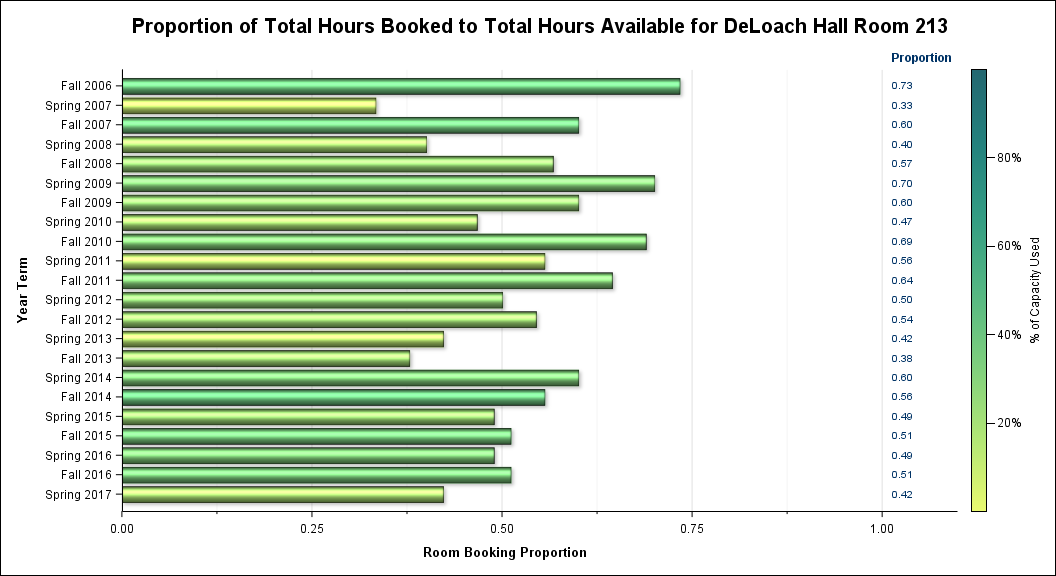 Proportion of Total Hours Booked to Total Hours Available for DeLoach Hall Room 213
Proportion
Fall 2006 0.73
Spring 2007 0.33
Fall 2007 0.60
Spring 2008 0.40
Fall 2008 0.57
Spring 2009 0.70
Fall 2009 0.60
Spring 2010 0.47
Fall 2010 0.69
Spring 2011 0.56
Fall 2011 0.64
Spring 2012 0.50
Fall 2012 0.54
Spring 2013 0.42
Fall 2013 0.38
Spring 2014 0.60
Fall 2014 0.56
Spring 2015 0.49
Fall 2015 0.51
Spring 2016 0.49
Fall 2016 0.51
Spring 2017 0.42
Year Term
0.00 0.25 0.50 0.75 1.00
Room Booking Proportion
80%
60%
40%
20%
% of Capacity Used